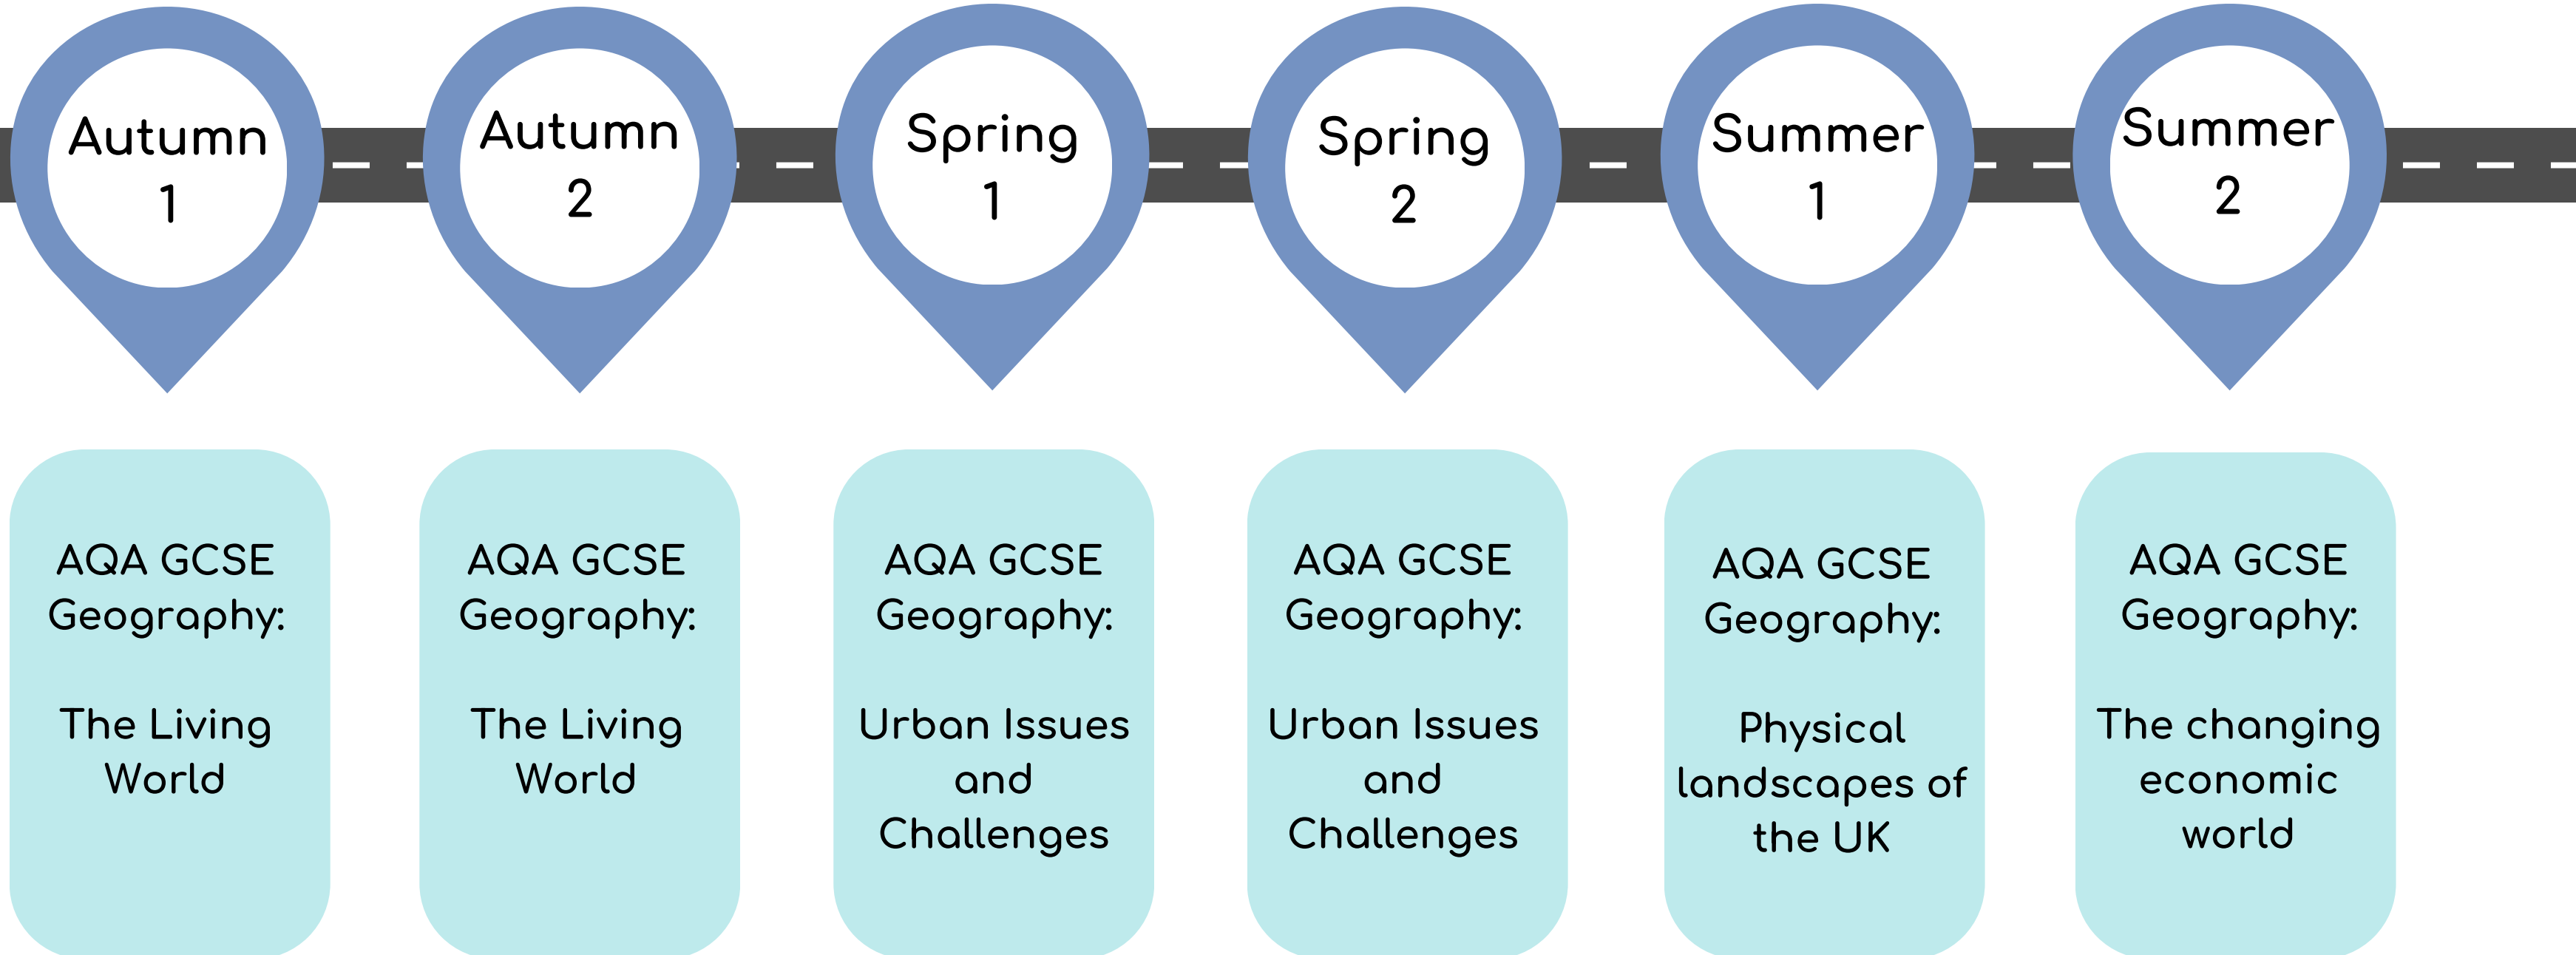 Autumn
1
Autumn
2
Spring
1
Spring
2
Summer
1
Summer
2
AQA GCSE
Geography:
The Living
World
AQA GCSE
Geography:
The Living
World
AQA GCSE
Geography:
Urban Issues
and
Challenges
AQA GCSE
Geography:
Urban Issues
and
Challenges
AQA GCSE
Geography:
Physical
landscapes of
the UK
AQA GCSE
Geography:
The changing
economic
world